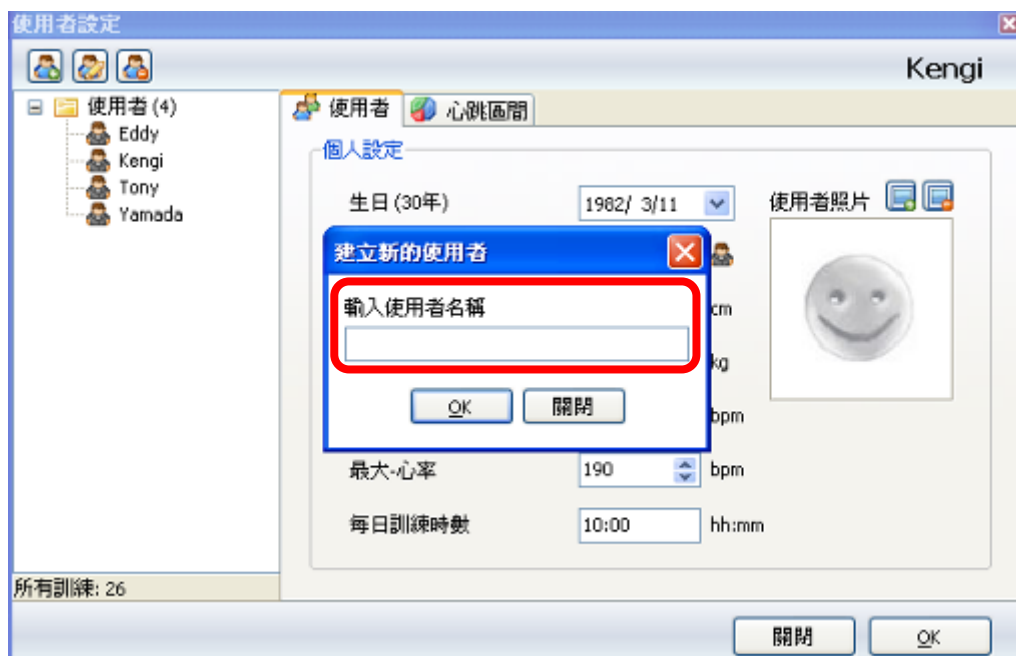 使用者設定
Kengi
使用者 (4)
Eddy
Kengi
Tony
Yamada
使用者
心跳區間
個人設定
生日 (30年)
1982/ 3/11
使用者照片
建立新的使用者
輸入使用者名稱
cm
kg
OK
關閉
bpm
最大-心率
190
bpm
每日訓練時數
10:00
hh:mm
所有訓練: 26
關閉
OK